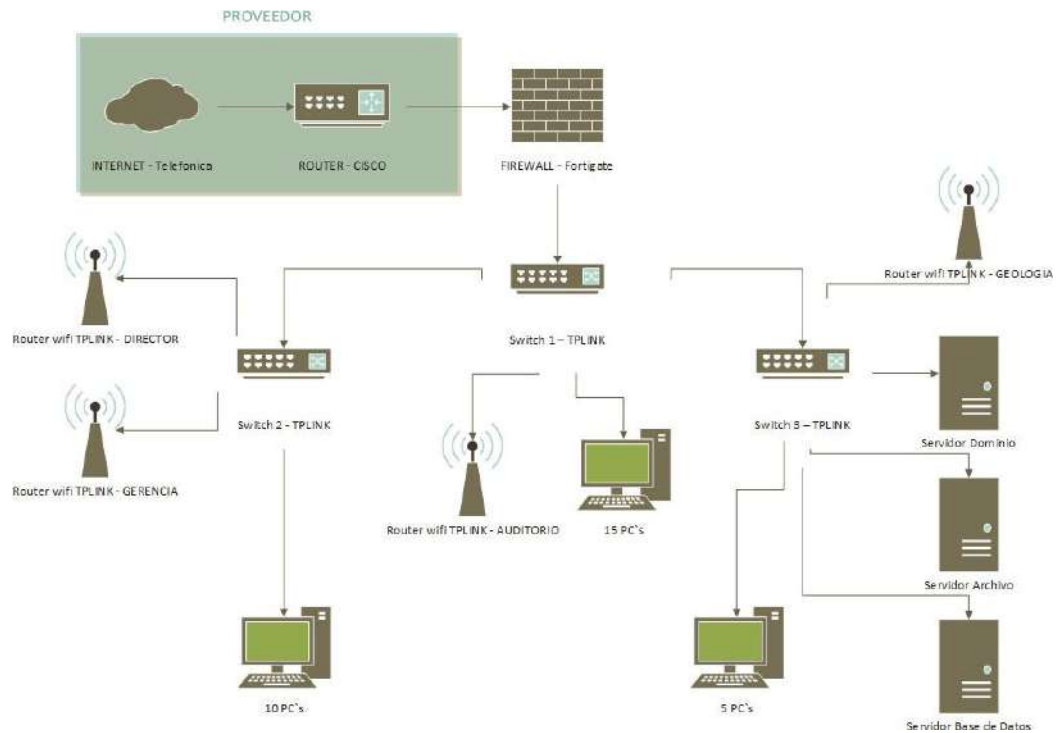 PROVEEDOR
INTERNET - Telefonica
ROUTER - CISCO
FIREWALL - Fortigate
Router wifi TPLINK - GEOLOGIA
Router wifi TPLINK - DIRECTOR
Switch 1 – TPLINK
Switch 2 - TPLINK
Switch 3 – TPLINK
Servidor Dominio
Router wifi TPLINK - GERENCIA
Router wifi TPLINK - AUDITORIO
15 PC`s
Servidor Archivo
10 PC`s
5 PC`s
Servidor Base de Datos